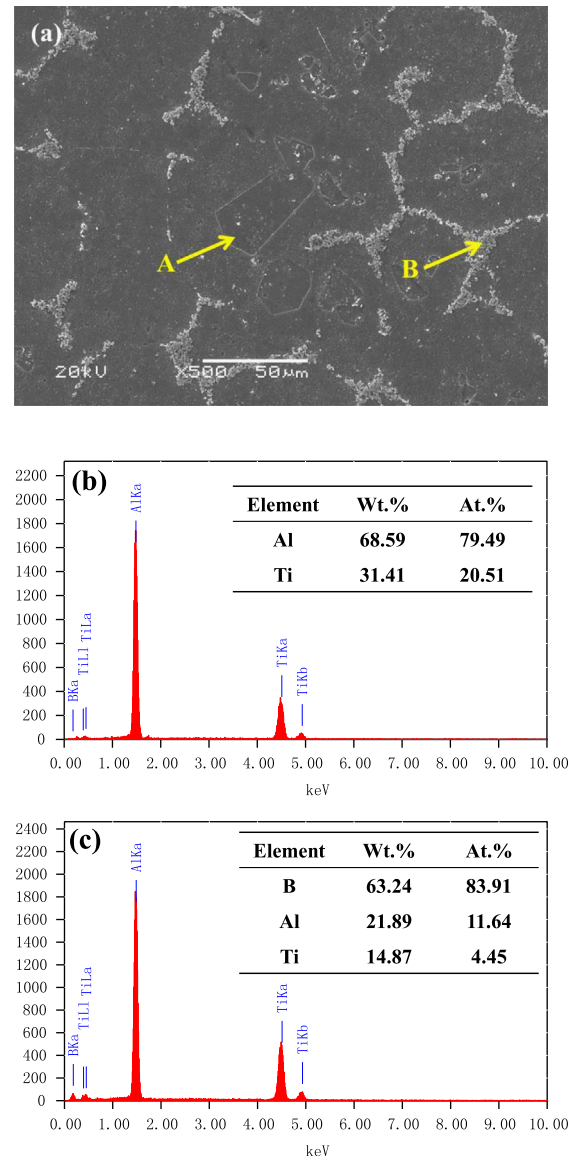 (a)
A
B
20kV X500 50μm
(b)
2200
2000
1800
1600
1400
1200
1000
800
600
400
200
0
BKa
TiLl
TiLa
AlKa
TiKa
TiKb
Element Wt.% At.%
Al 68.59 79.49
Ti 31.41 20.51
0.00 1.00 2.00 3.00 4.00 5.00 6.00 7.00 8.00 9.00 10.00
keV
(c)
2400
2200
2000
1800
1600
1400
1200
1000
800
600
400
200
0
BKa
TiLl
TiLa
AlKa
TiKa
TiKb
Element Wt.% At.%
B 63.24 83.91
Al 21.89 11.64
Ti 14.87 4.45
0.00 1.00 2.00 3.00 4.00 5.00 6.00 7.00 8.00 9.00 10.00
keV